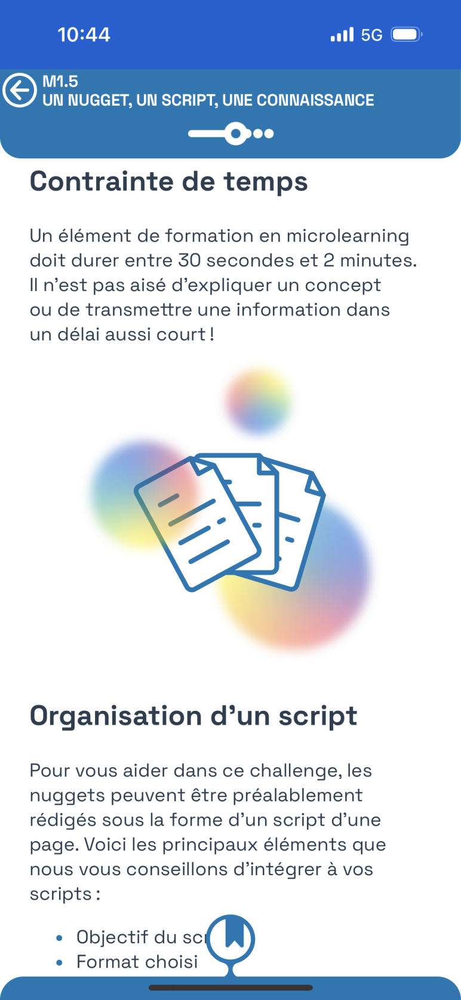 10:44
5G
M1.5
UN NUGGET, UN SCRIPT, UNE CONNAISSANCE
Contrainte de temps
Un élément de formation en microlearning
doit durer entre 30 secondes et 2 minutes.
Il n’est pas aisé d’expliquer un concept
ou de transmettre une information dans
un délai aussi court !
Organisation d’un script
Pour vous aider dans ce challenge, les
nuggets peuvent être préalablement
rédigés sous la forme d’un script d’une
page. Voici les principaux éléments que
nous vous conseillons d’intégrer à vos
scripts :
Objectif du
Format choisi